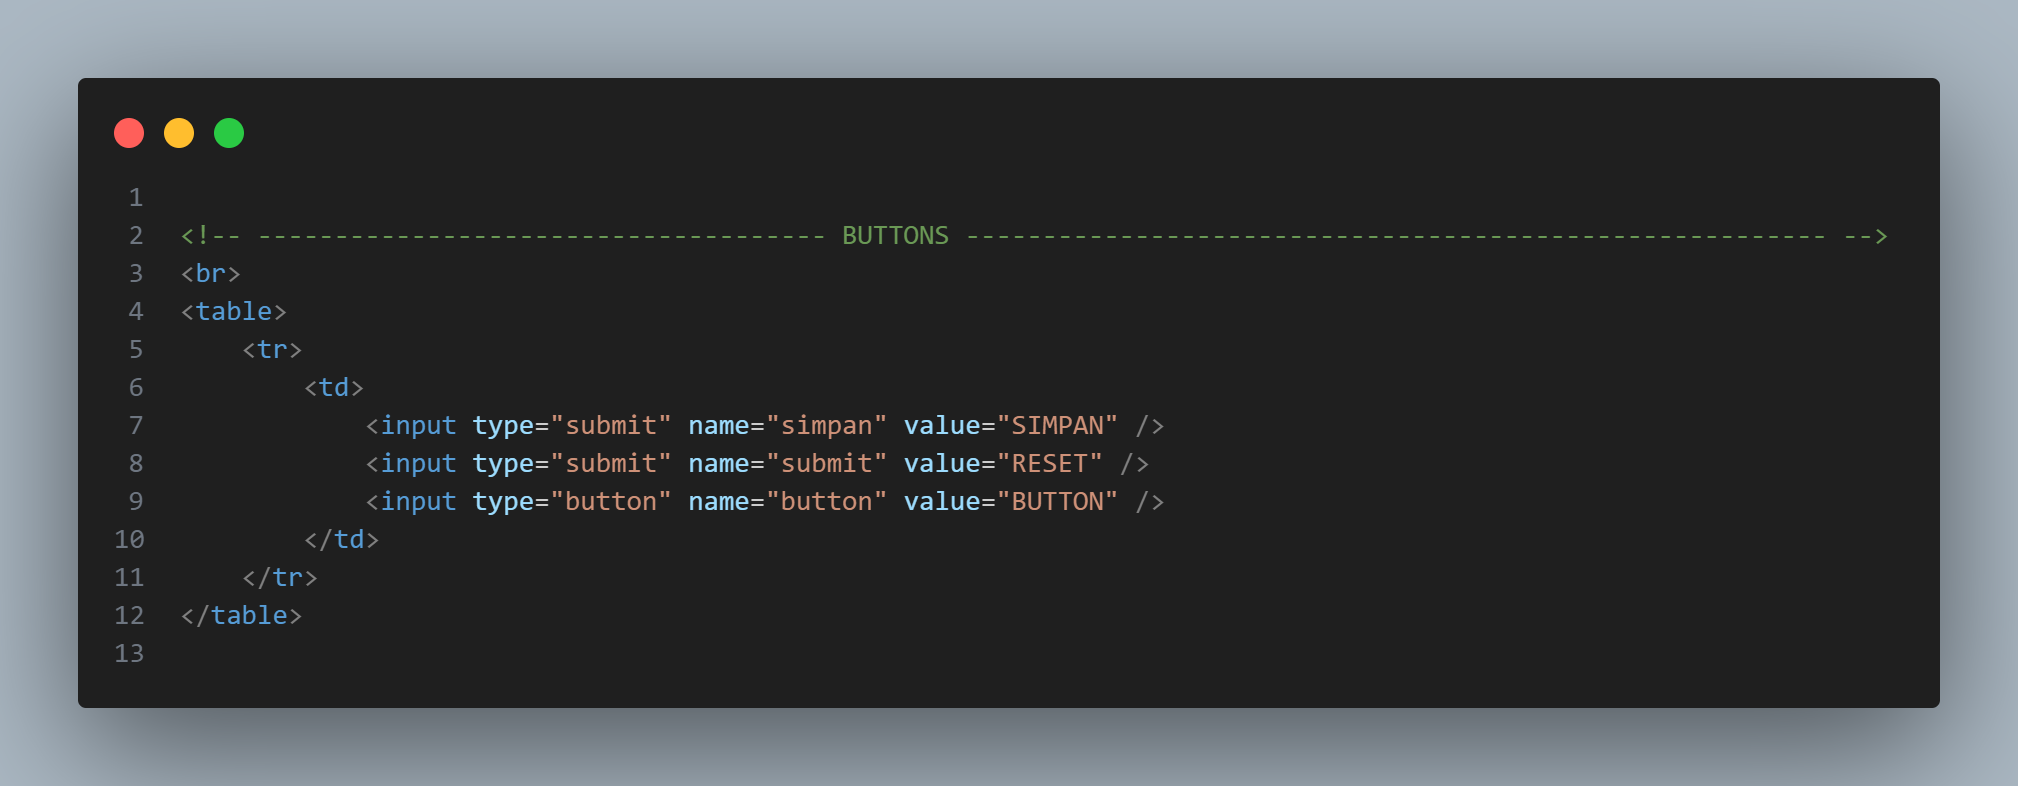 1
2 <!-- ------------------------------------- BUTTONS -------------------------------------------------------- -->
3 <br>
4 <table>
5     <tr>
6         <td>
7             <input type="submit" name="simpan" value="SIMPAN" />
8             <input type="submit" name="submit" value="RESET" />
9             <input type="button" name="button" value="BUTTON" />
10         </td>
11     </tr>
12 </table>
13